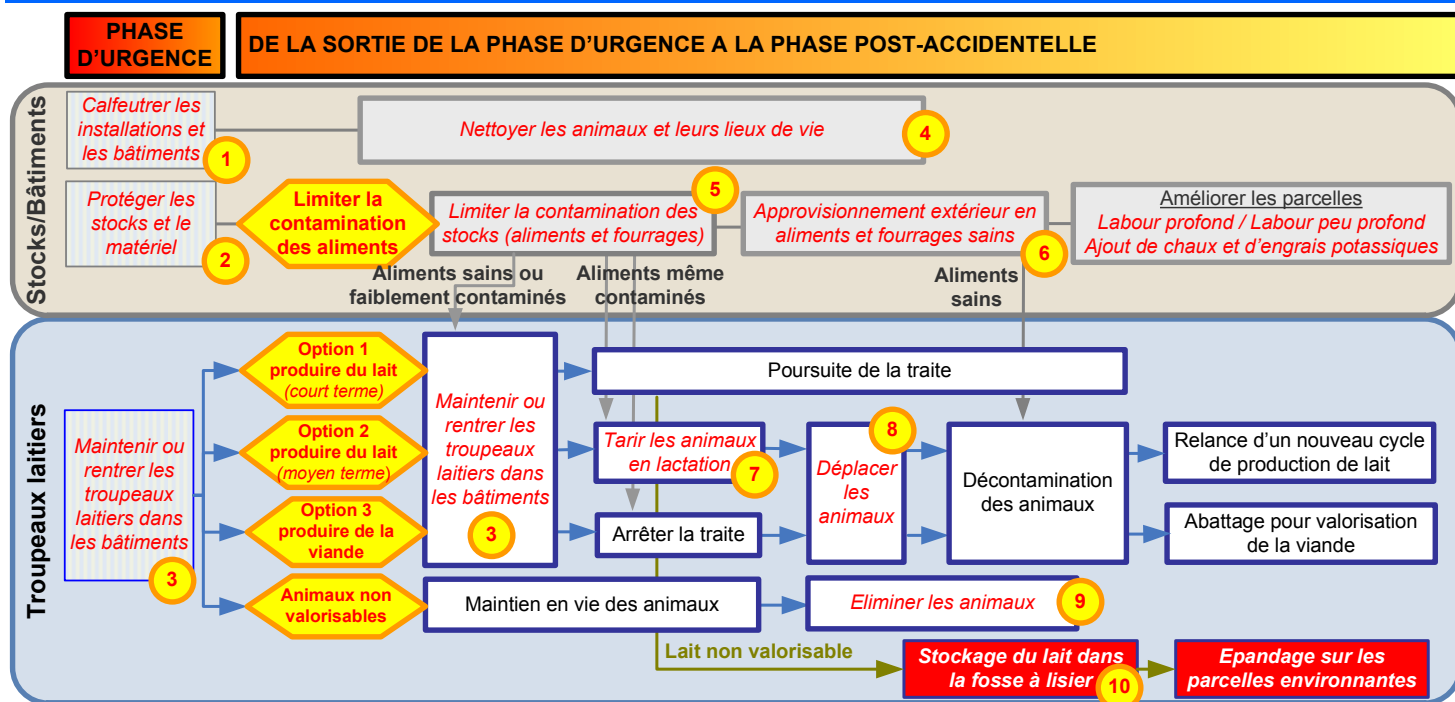 PHASE
D'URGENCE
DE LA SORTIE DE LA PHASE D'URGENCE A LA PHASE POST-ACCIDENTELLE
Stocks/Bâtiments
Calfeutrer les
installations et
les bâtiments
1
Nettoyer les animaux et leurs lieux de vie
4
Protéger les
stocks et le
matériel
2
Limiter la
contamination
des aliments
Limiter la contamination des
stocks (aliments et fourrages)
5
Approvisionnement extérieur en
aliments et fourrages sains
6
Améliorer les parcelles
Labour profond / Labour peu profond
Ajout de chaux et d'engrais potassiques
Aliments sains ou
faiblement contaminés
Aliments même
contaminés
Aliments
sains
Troupeaux laitiers
Maintenir ou
rentrer les
troupeaux
laitiers dans
les bâtiments
3
Option 1
produire du lait
(court terme)
Option 2
produire du lait
(moyen terme)
Option 3
produire de la
viande
Animaux non
valorisables
Maintenir ou
rentrer les
troupeaux
laitiers dans
les bâtiments
3
Poursuite de la traite
Tarir les animaux
en lactation
7
Arrêter la traite
8
Déplacer
les
animaux
Décontamination
des animaux
Relance d'un nouveau cycle
de production de lait
Abattage pour valorisation
de la viande
Maintien en vie des animaux
Eliminer les animaux
9
Lait non valorisable
Stockage du lait dans
la fosse à lisier
10
Epandage sur les
parcelles environnantes